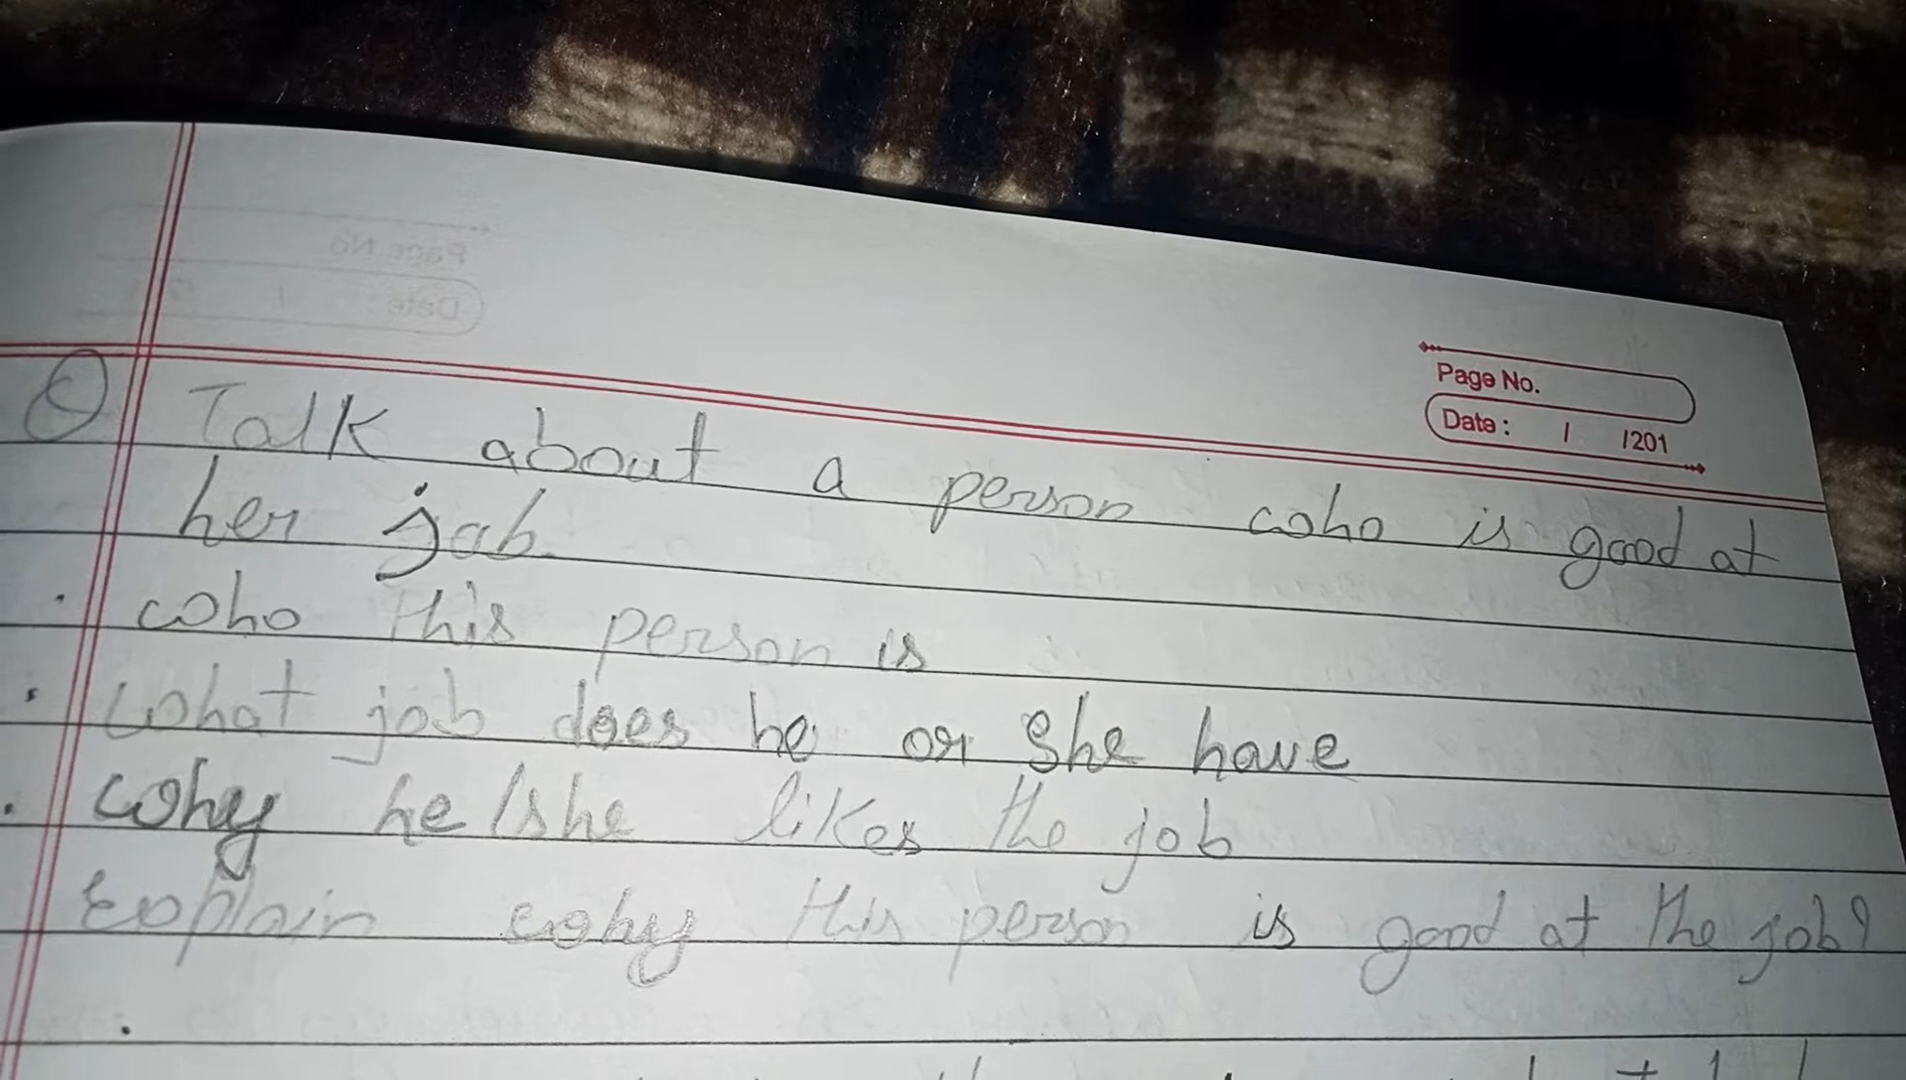 Page No.
Date : / /201
Talk about a person who is good at
her job.
. who this person is
. what job does he or she have
. why he/she likes the job
Explain why this person is good at the job?
.